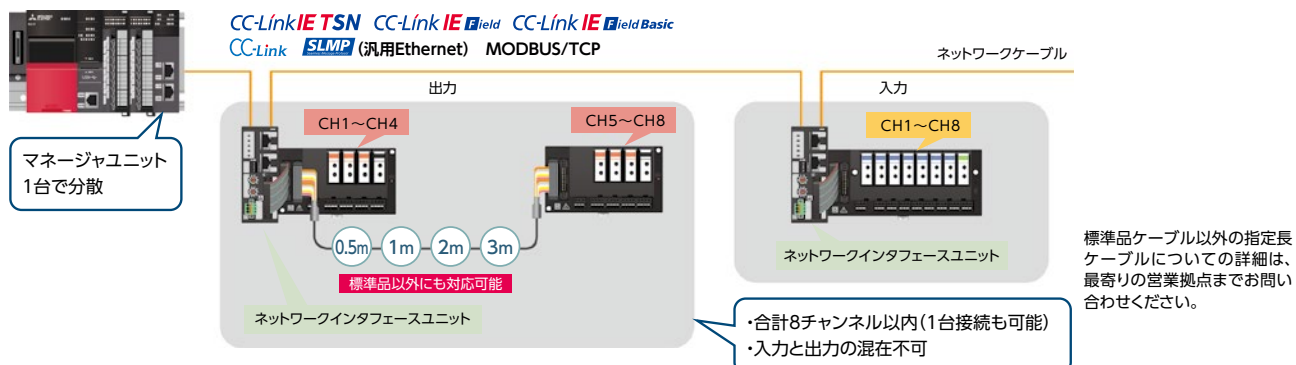 CC-Link IE TSN CC-Link IE Field CC-Link IE Field Basic
CC-Link SLMP (汎用Ethernet) MODBUS/TCP
ネットワークケーブル
出力
入力
CH1～CH4
CH5～CH8
CH1～CH8
マネージャユニット
1台で分散
0.5m 1m 2m 3m
標準品以外にも対応可能
ネットワークインタフェースユニット
ネットワークインタフェースユニット
標準品ケーブル以外の指定長
ケーブルについての詳細は、
最寄りの営業拠点までお問い
合わせください。
・合計8チャンネル以内(1台接続も可能)
・入力と出力の混在不可